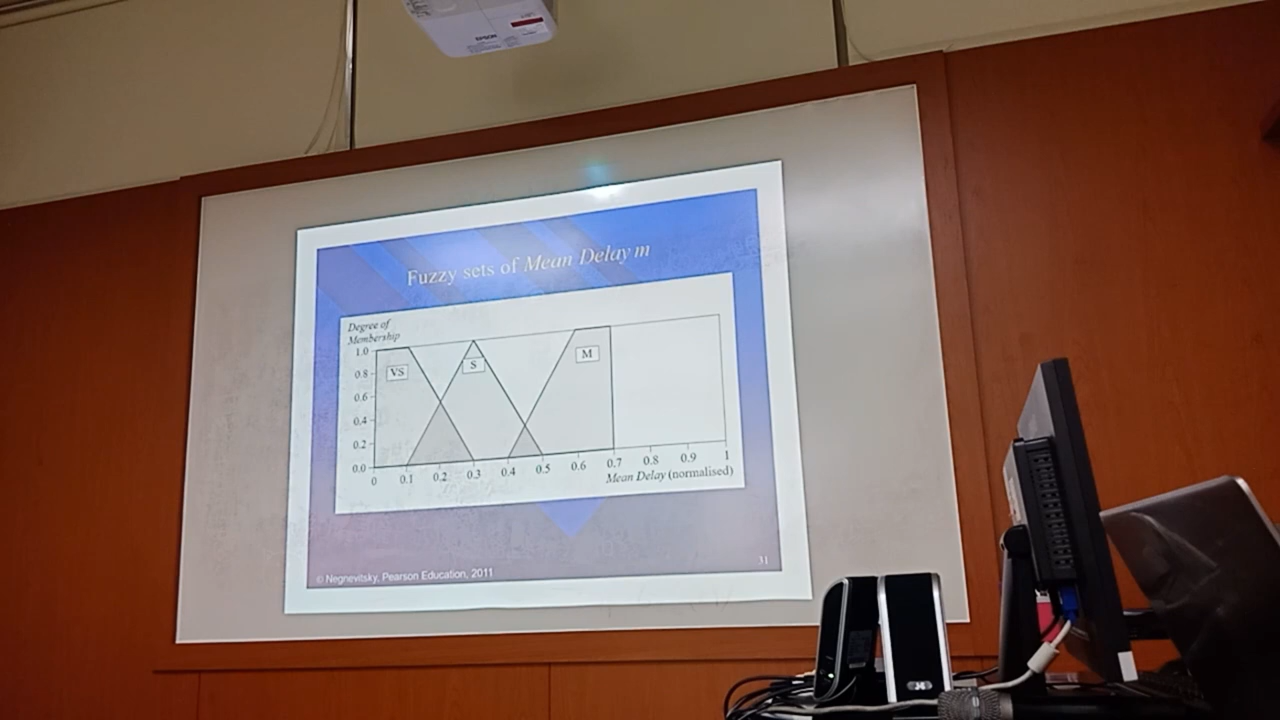 EPSON
Fuzzy sets of Mean Delay m
Degree of
Membership
1.0
0.8
0.6
0.4
0.2
0.0
VS
S
M
0 0.1 0.2 0.3 0.4 0.5 0.6 0.7 0.8 0.9 1
Mean Delay (normalised)
31
© Negnevitsky, Pearson Education, 2011